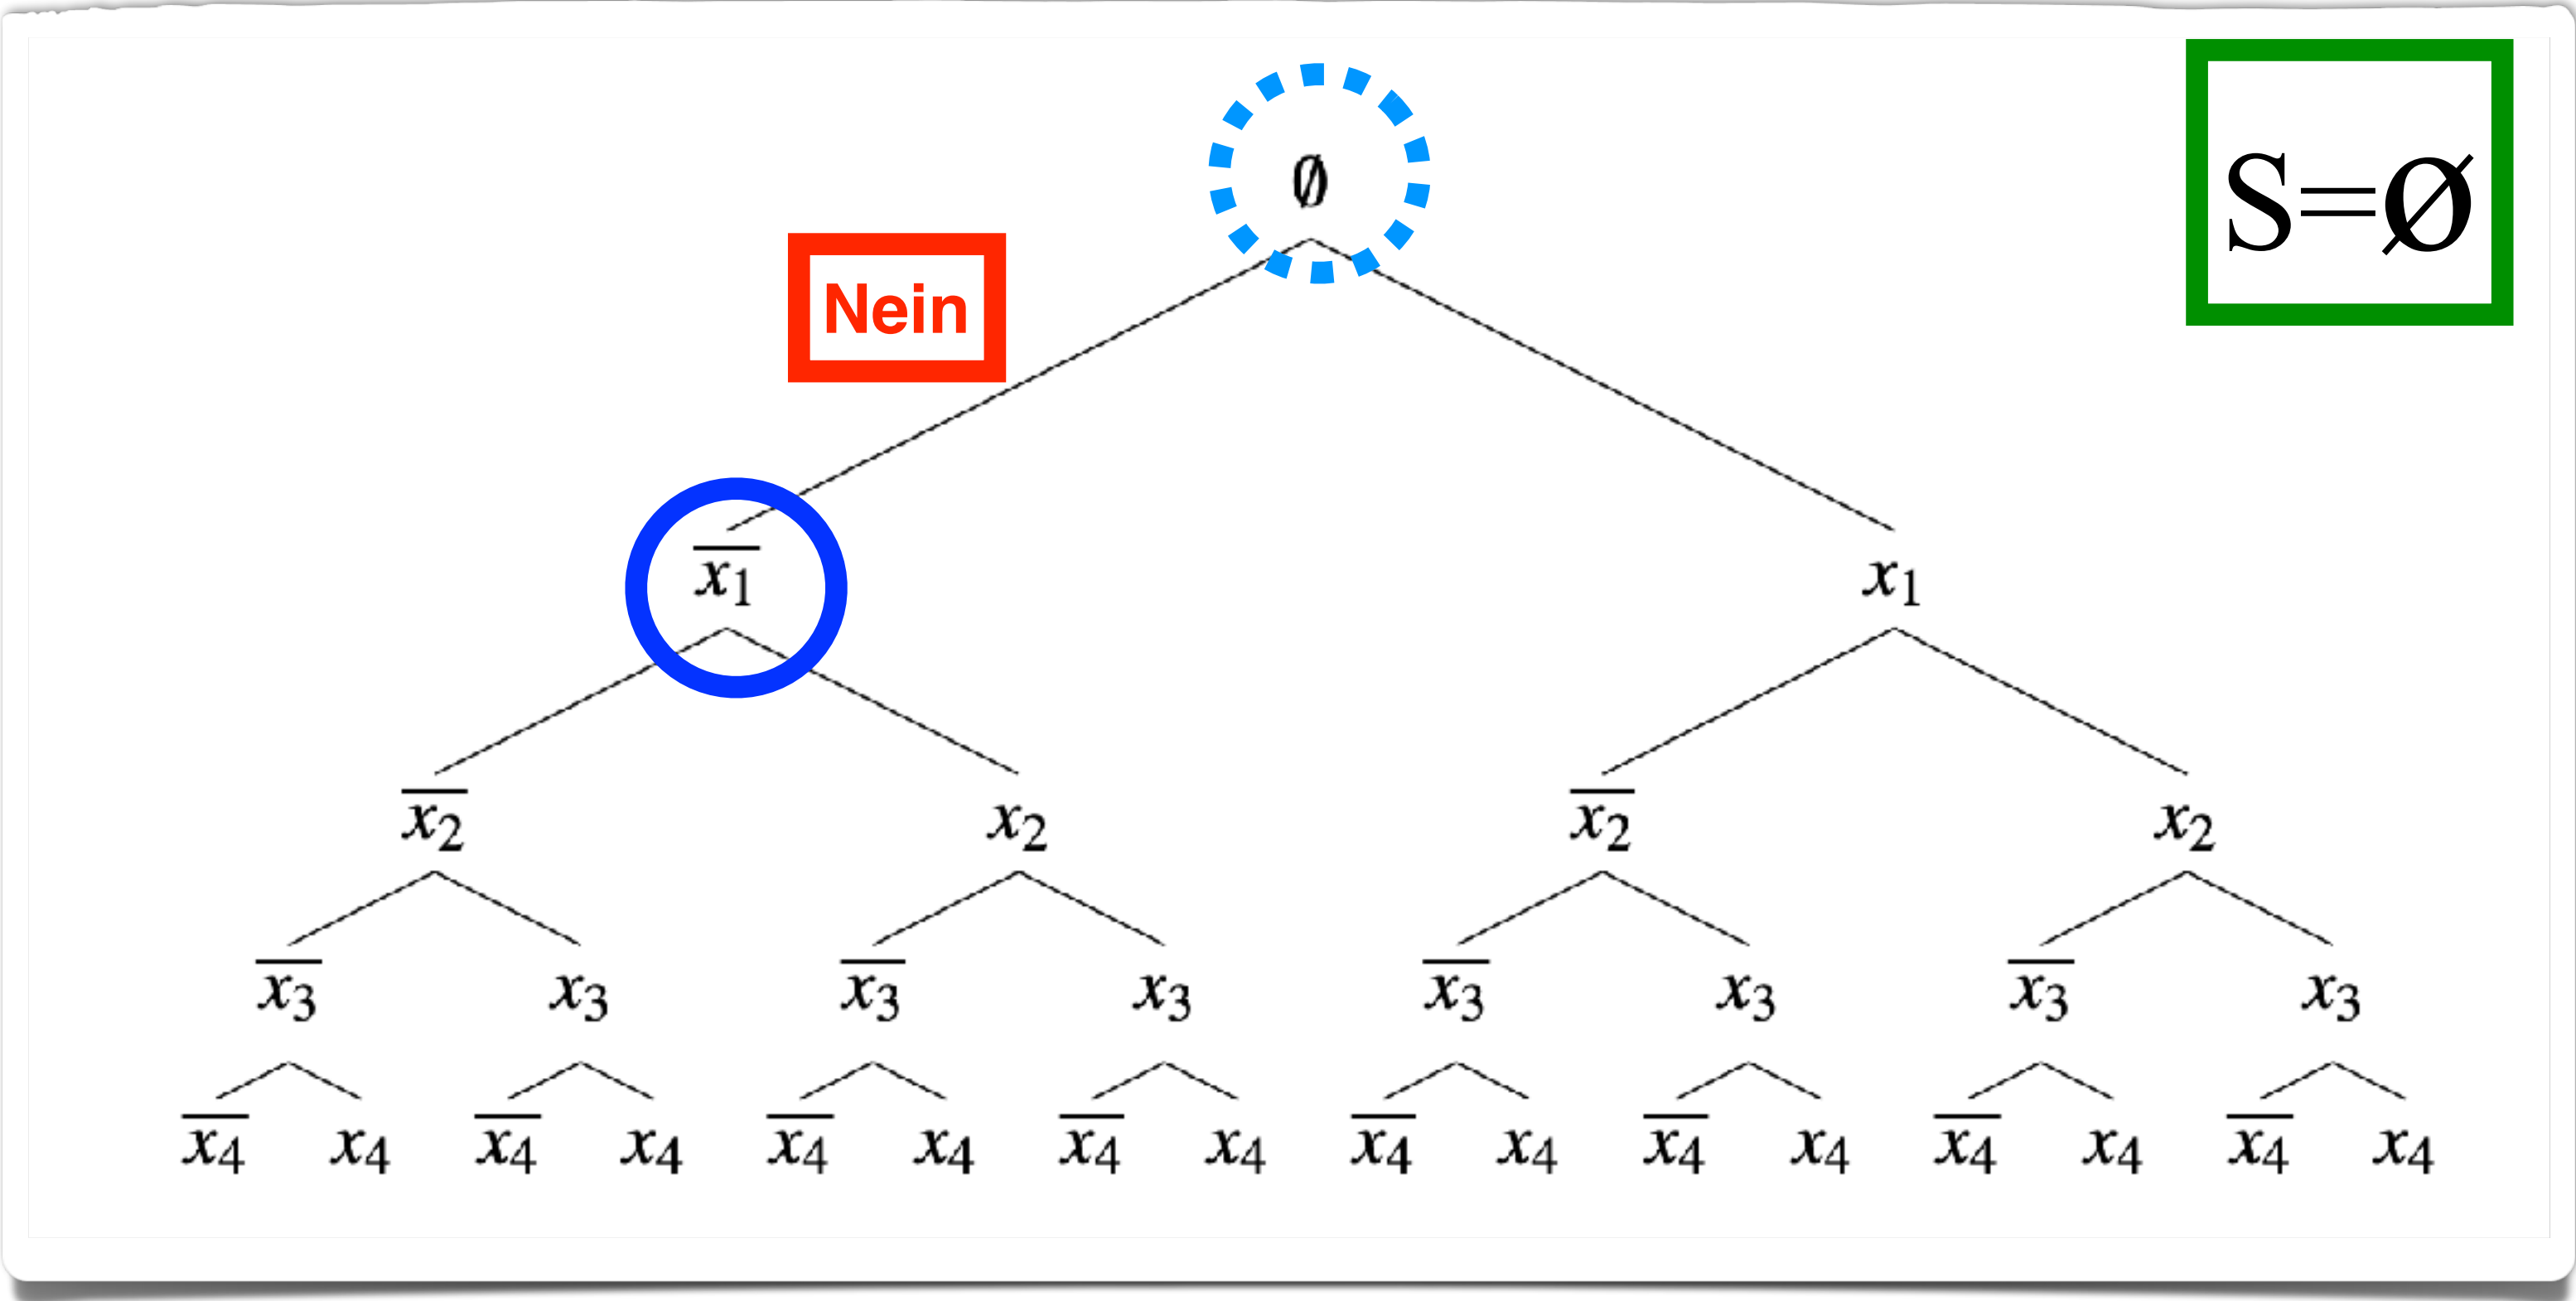 ∅
S=Ø
Nein
x̅₁ x₁
x̅₂ x₂ x̅₂ x₂
x̅₃ x₃ x̅₃ x₃ x̅₃ x₃ x̅₃ x₃
x̅₄ x₄ x̅₄ x₄ x̅₄ x₄ x̅₄ x₄ x̅₄ x₄ x̅₄ x₄ x̅₄ x₄ x̅₄ x₄